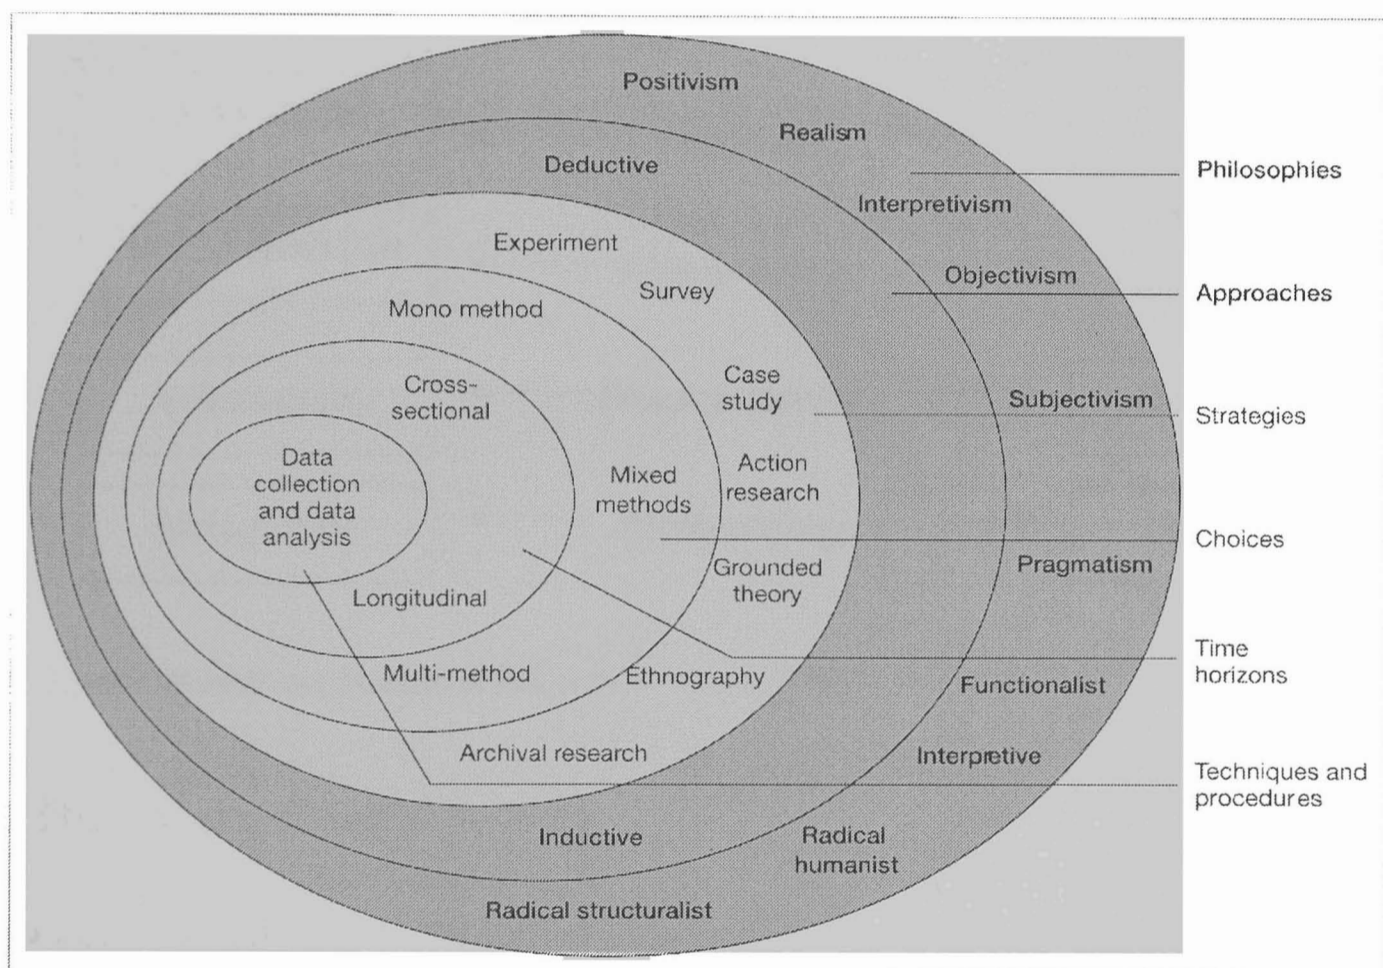 Positivism
Realism
Philosophies
Deductive
Interpretivism
Experiment
Objectivism
Survey
Approaches
Mono method
Case
study
Cross-
sectional
Subjectivism
Strategies
Data
collection
and data
analysis
Mixed
methods
Action
research
Choices
Grounded
theory
Pragmatism
Longitudinal
Time
horizons
Multi-method
Ethnography
Functionalist
Archival research
Interpretive
Techniques and
procedures
Inductive
Radical
humanist
Radical structuralist